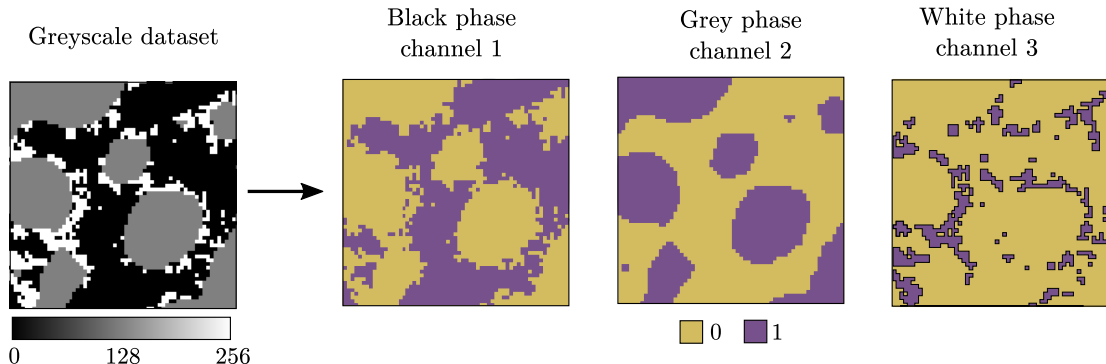 Greyscale dataset
Black phase
channel 1
Grey phase
channel 2
White phase
channel 3
0 128 256
0 1